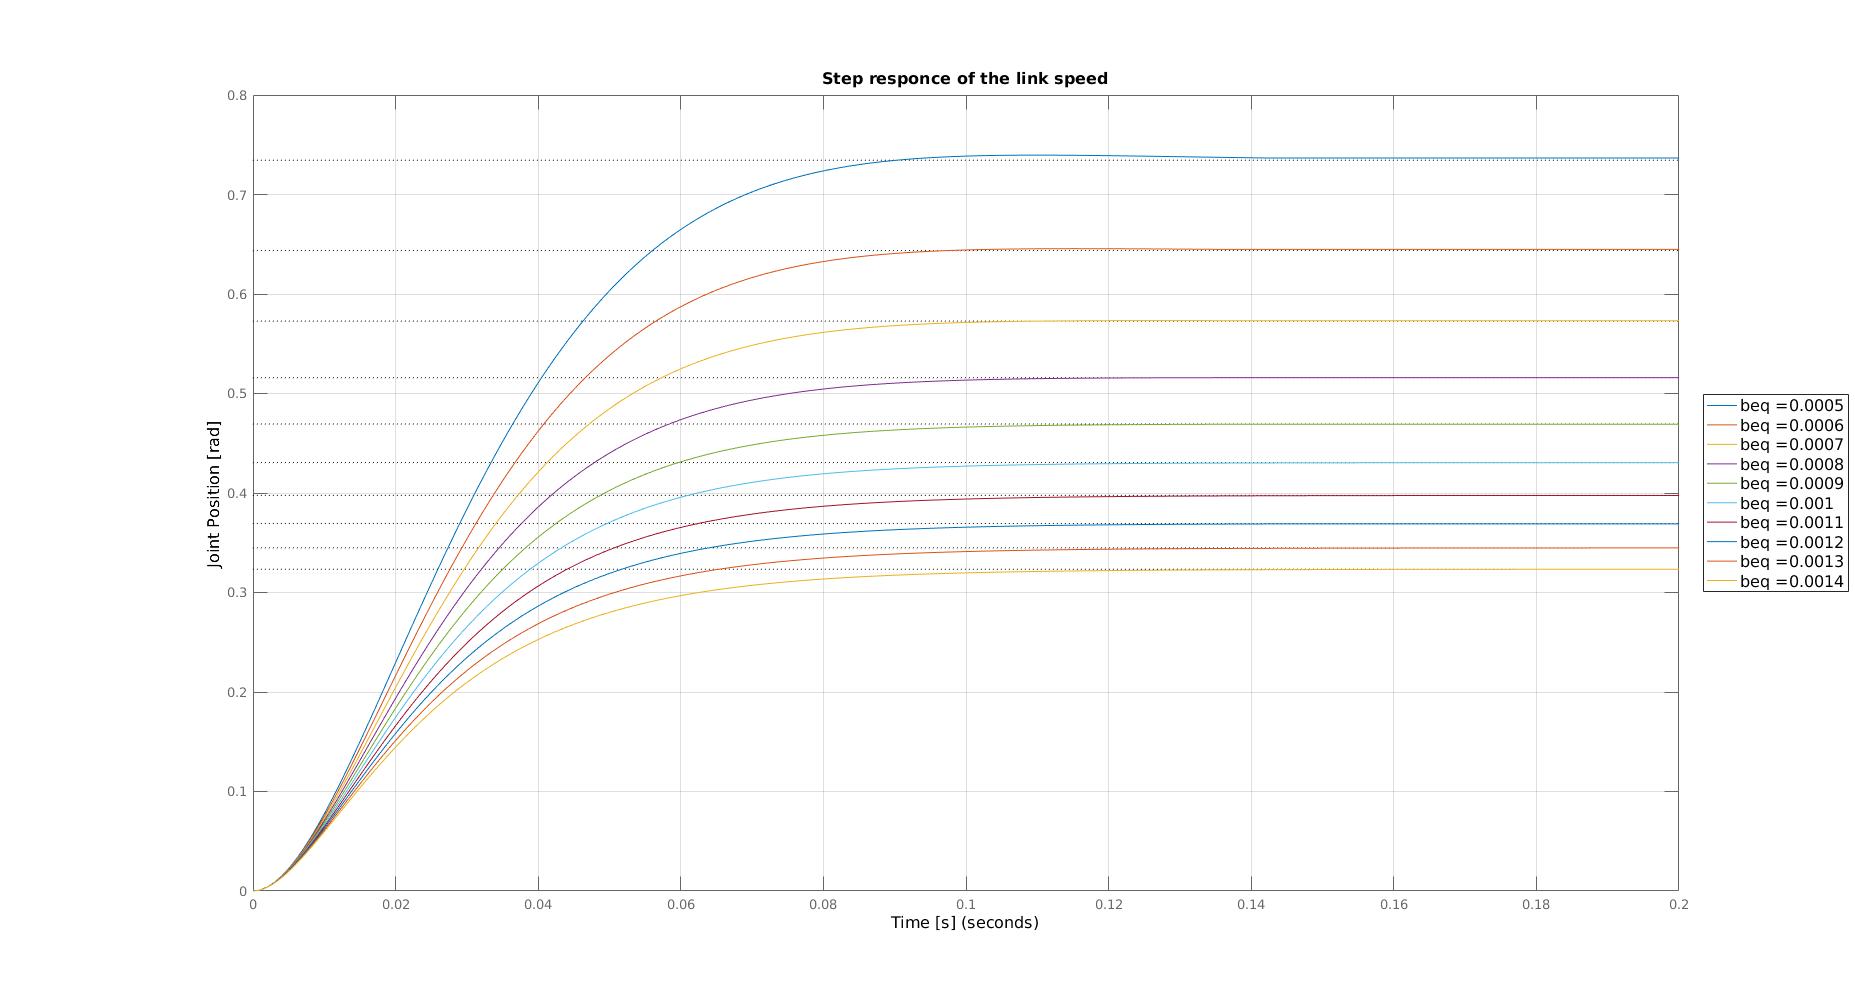 Step responce of the link speed
0.8
0.7
0.6
0.5
0.4
0.3
0.2
0.1
0
Joint Position [rad]
0 0.02 0.04 0.06 0.08 0.1 0.12 0.14 0.16 0.18 0.2
Time [s] (seconds)
beq =0.0005
beq =0.0006
beq =0.0007
beq =0.0008
beq =0.0009
beq =0.001
beq =0.0011
beq =0.0012
beq =0.0013
beq =0.0014